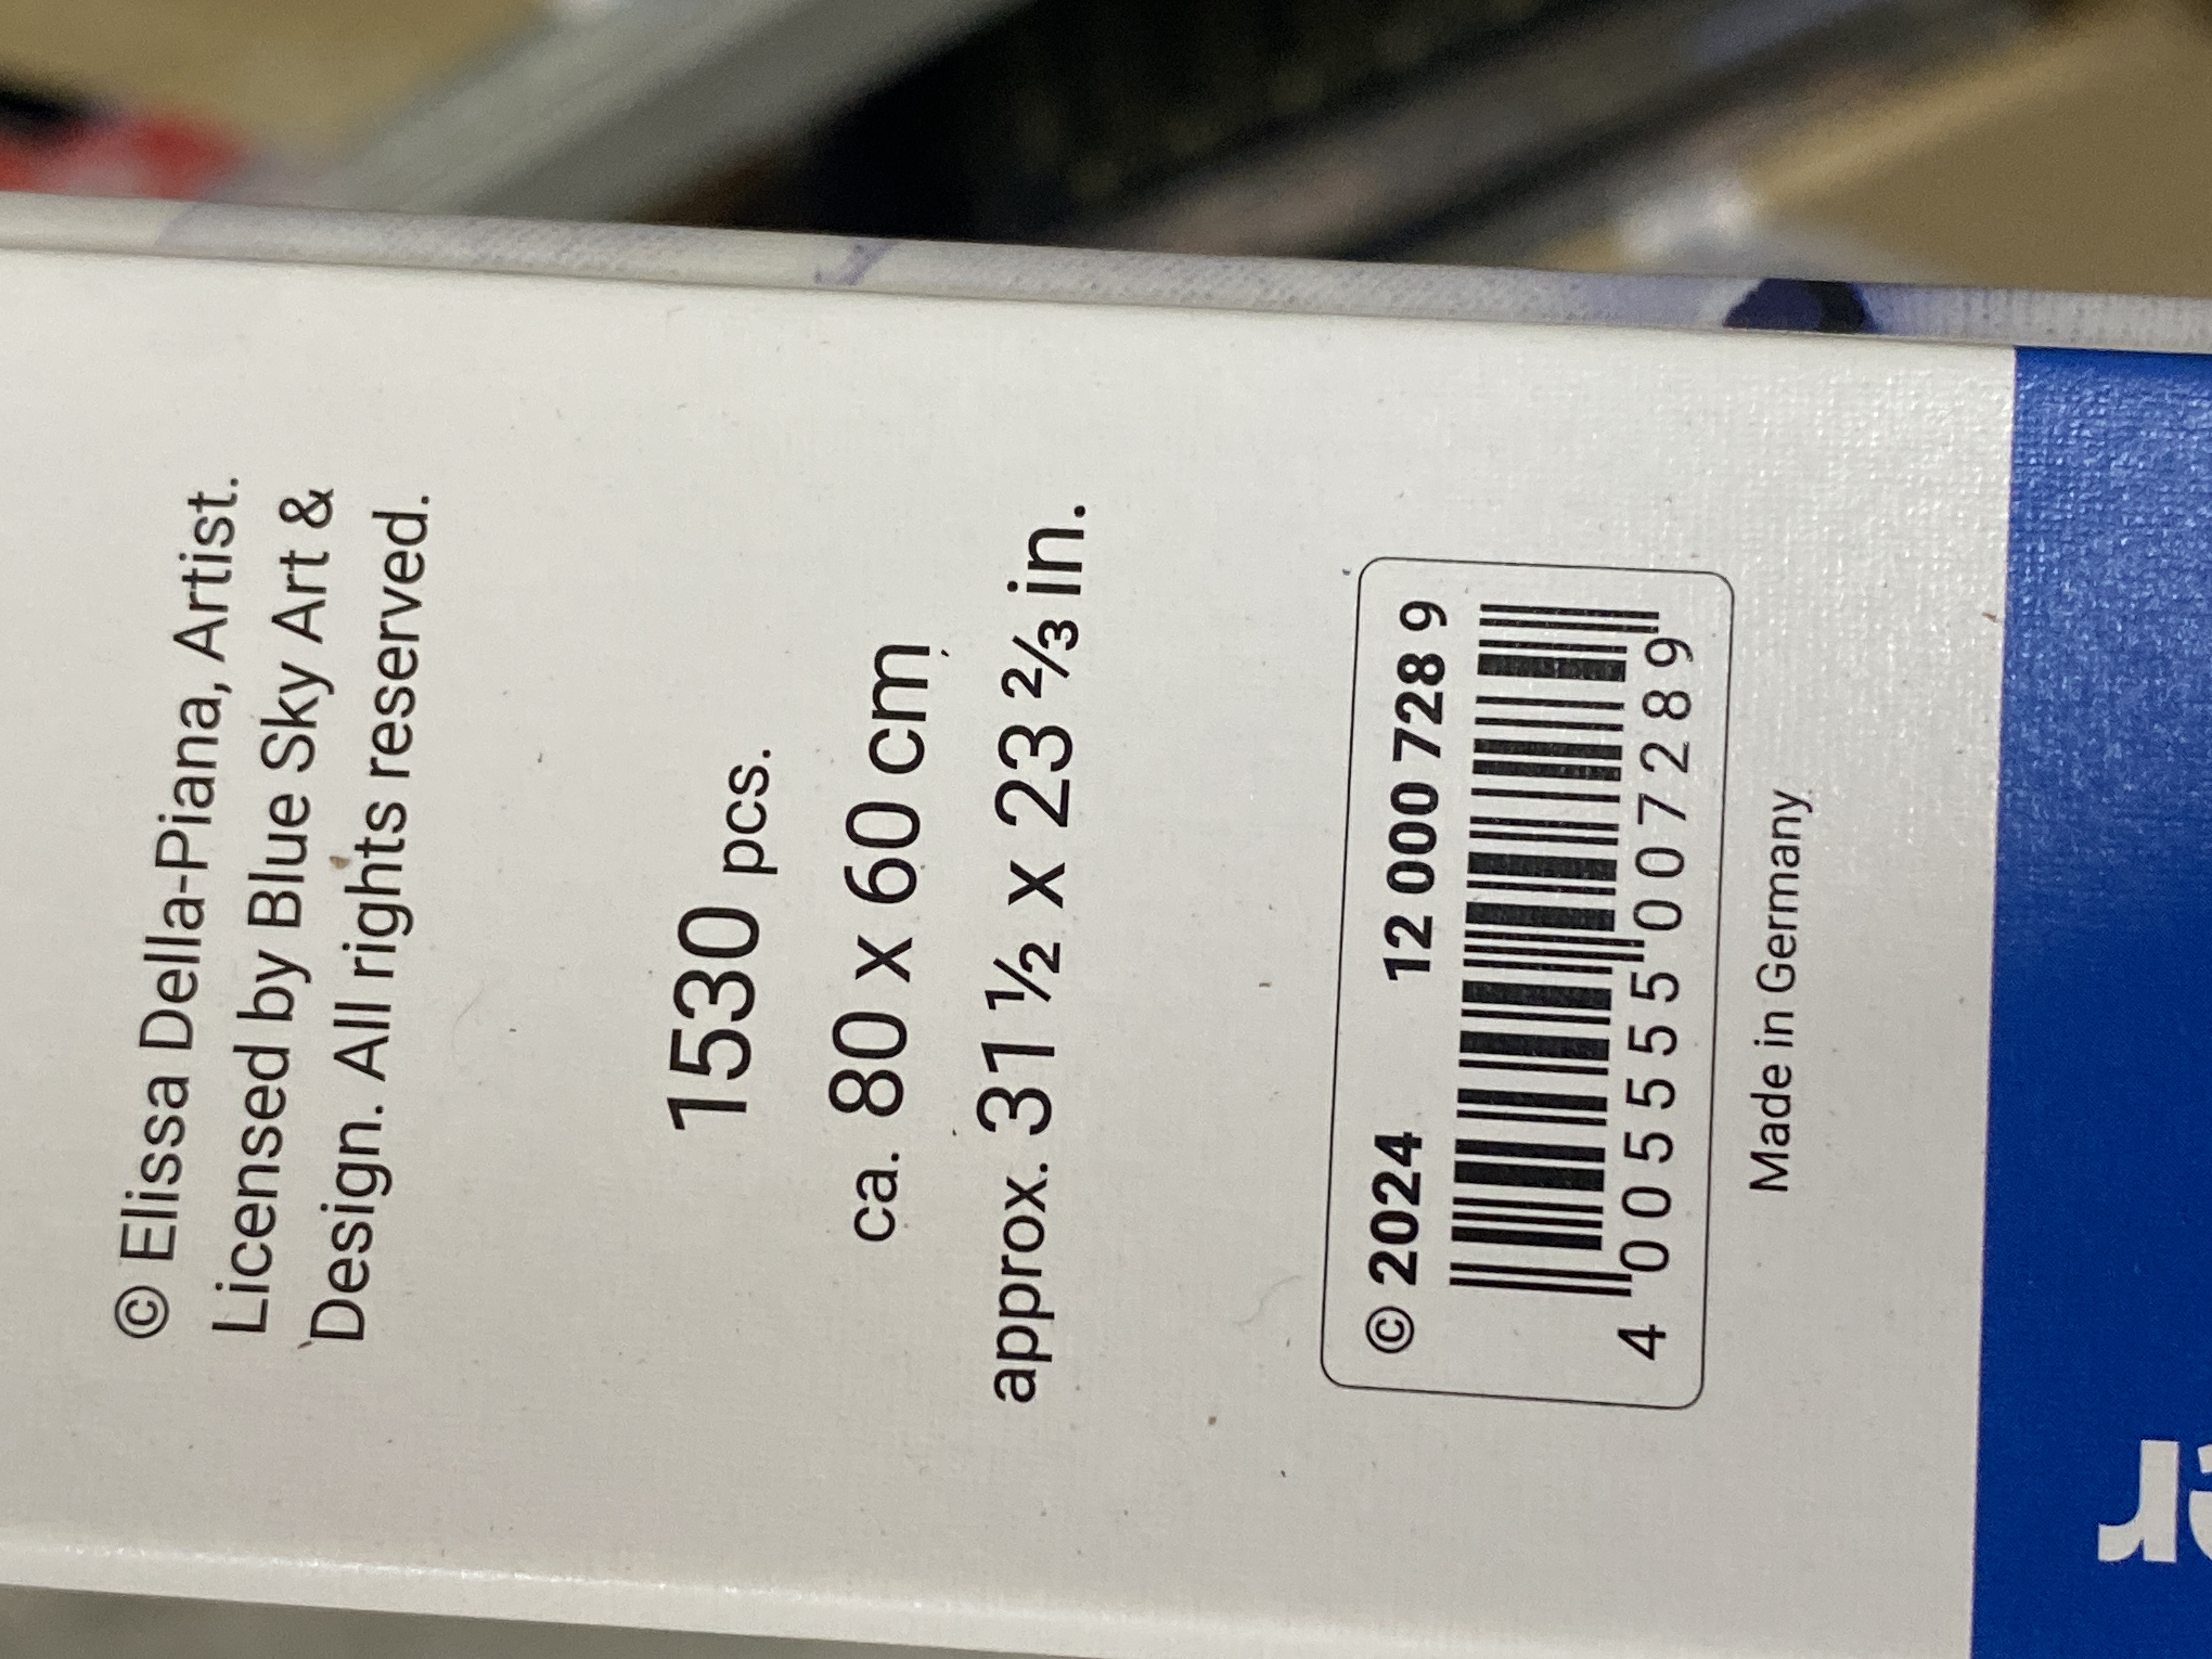 © Elissa Della-Piana, Artist.
Licensed by Blue Sky Art &
Design. All rights reserved.
1530 pcs.
ca. 80 x 60 cm
approx. 31 ½ x 23 ⅔ in.
© 2024 12 000 728 9
4 005555 007289
Made in Germany
er